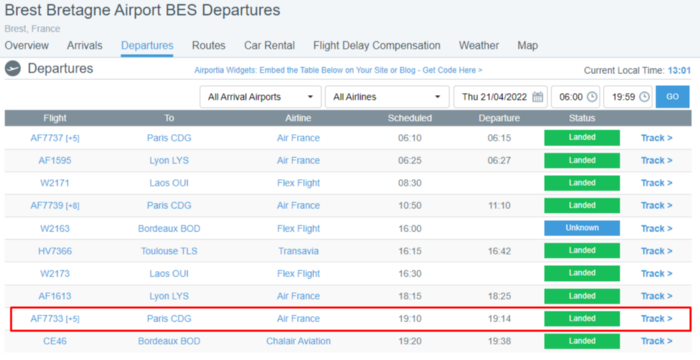 Brest Bretagne Airport BES Departures
Brest, France
Overview Arrivals Departures Routes Car Rental Flight Delay Compensation Weather Map
Departures Airportia Widgets: Embed the Table Below on Your Site or Blog - Get Code Here > Current Local Time: 13:01
All Arrival Airports All Airlines Thu 21/04/2022 06:00 19:59 GO
Flight To Airline Scheduled Departure Status
AF7737 [+5] Paris CDG Air France 06:10 06:15 Landed Track >
AF1595 Lyon LYS Air France 06:25 06:27 Landed Track >
W2171 Laos OUI Flex Flight 08:30 Landed Track >
AF7739 [+8] Paris CDG Air France 10:50 11:10 Landed Track >
W2163 Bordeaux BOD Flex Flight 16:00 Unknown Track >
HV7366 Toulouse TLS Transavia 16:15 16:42 Landed Track >
W2173 Laos OUI Flex Flight 16:30 Landed Track >
AF1613 Lyon LYS Air France 18:15 18:25 Landed Track >
AF7733 [+5] Paris CDG Air France 19:10 19:14 Landed Track >
CE46 Bordeaux BOD Chalair Aviation 19:20 19:38 Landed Track >